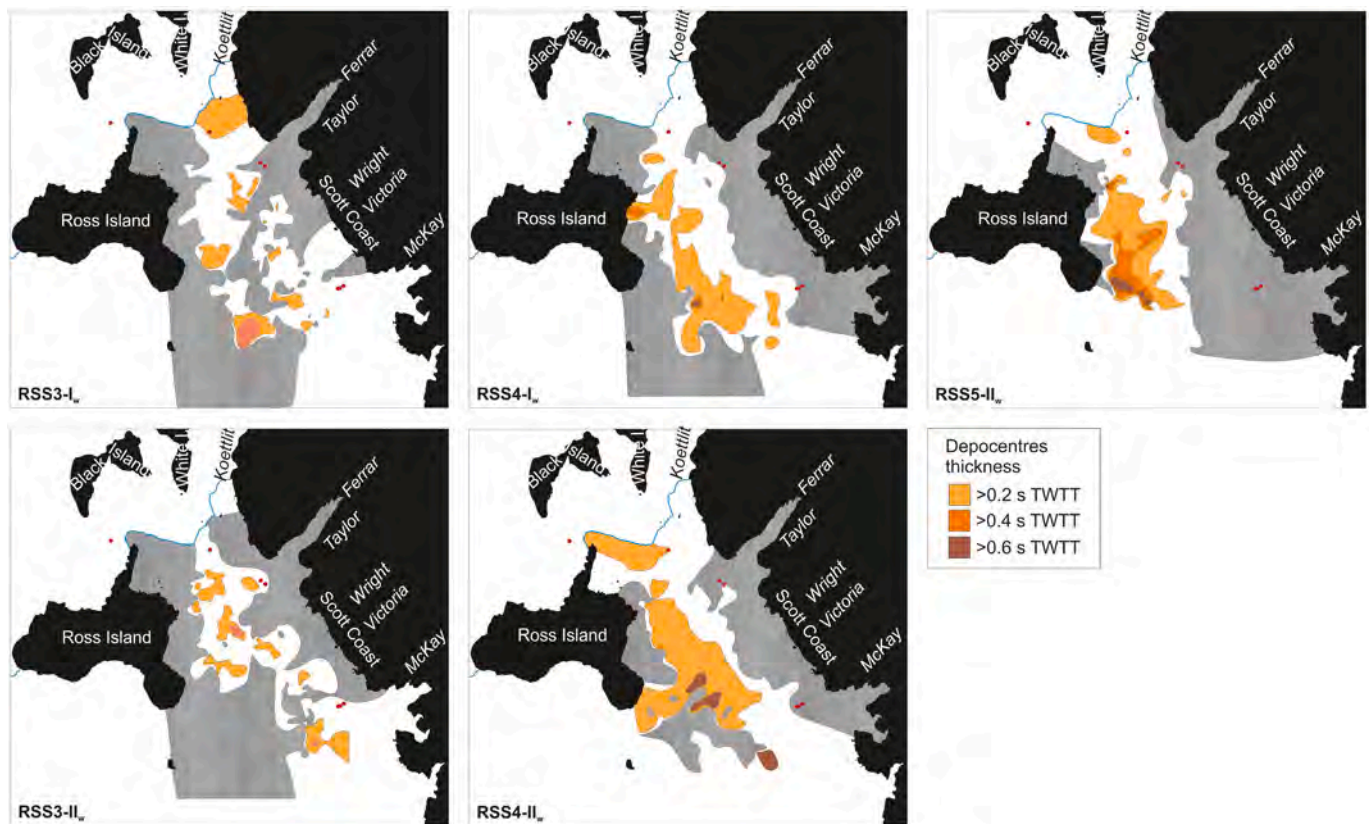 Black Island
White I.
Koettlit
Ferrar
Taylor
Wright
Victoria
Scott Coast
McKay
Ross Island
RSS3-Iw
Black Island
White I.
Koettlit
Ferrar
Taylor
Wright
Victoria
Scott Coast
McKay
Ross Island
RSS4-Iw
Black Island
White I.
Koettlit
Ferrar
Taylor
Wright
Victoria
Scott Coast
McKay
Ross Island
RSS5-IIw
Black Island
White I.
Koettlit
Ferrar
Taylor
Wright
Victoria
Scott Coast
McKay
Ross Island
RSS3-IIw
Black Island
White I.
Koettlit
Ferrar
Taylor
Wright
Victoria
Scott Coast
McKay
Ross Island
RSS4-IIw
Depocentres
thickness
>0.2 s TWTT
>0.4 s TWTT
>0.6 s TWTT